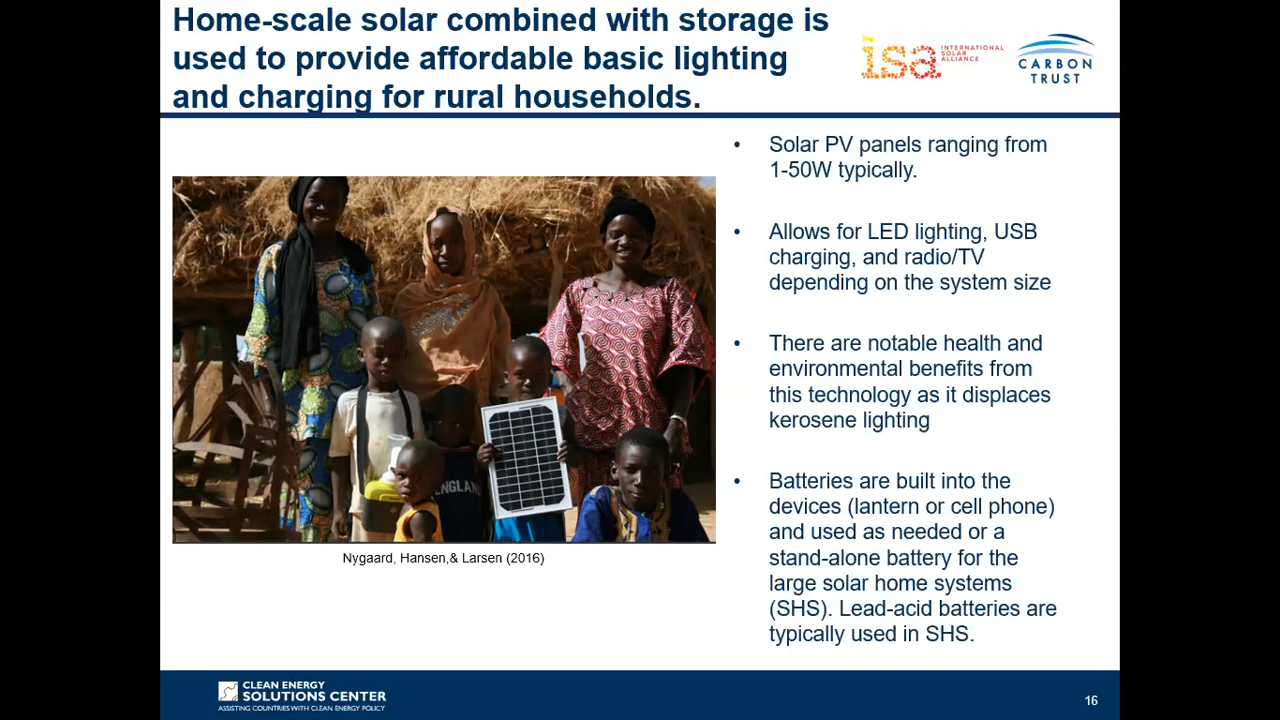 Home-scale solar combined with storage is
used to provide affordable basic lighting
and charging for rural households.
isa INTERNATIONAL
SOLAR
ALLIANCE
CARBON
TRUST
• Solar PV panels ranging from
1-50W typically.
• Allows for LED lighting, USB
charging, and radio/TV
depending on the system size
• There are notable health and
environmental benefits from
this technology as it displaces
kerosene lighting
• Batteries are built into the
devices (lantern or cell phone)
and used as needed or a
stand-alone battery for the
large solar home systems
(SHS). Lead-acid batteries are
typically used in SHS.
ENGLAND
Nygaard, Hansen,& Larsen (2016)
CLEAN ENERGY
SOLUTIONS CENTER
ASSISTING COUNTRIES WITH CLEAN ENERGY POLICY
16